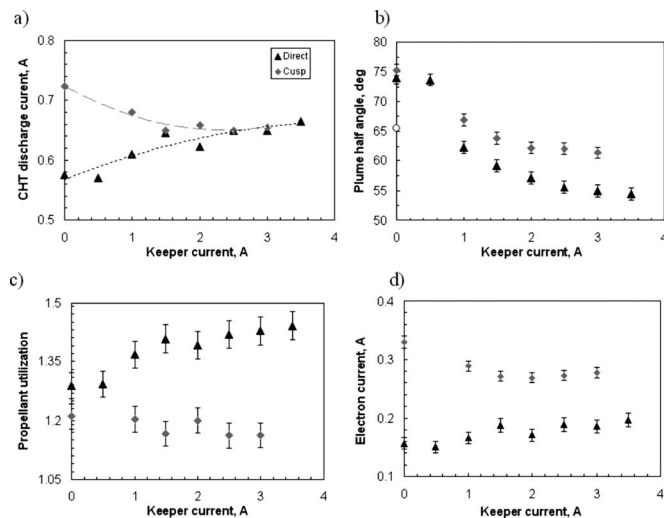 a)
CHT discharge curent, A
0.8
0.7
0.6
0.5
0
1
2
3
4
Keeper current, A
Direct
Cusp
b)
Plume half angle, deg
90
85
80
75
70
65
60
55
50
0
1
2
3
4
Keeper current, A
c)
Propellant utilization
1.5
1.35
1.2
1.05
0
1
2
3
4
Keeper current, A
d)
Electron current, A
0.4
0.3
0.2
0.1
0
1
2
3
4
Keeper current, A